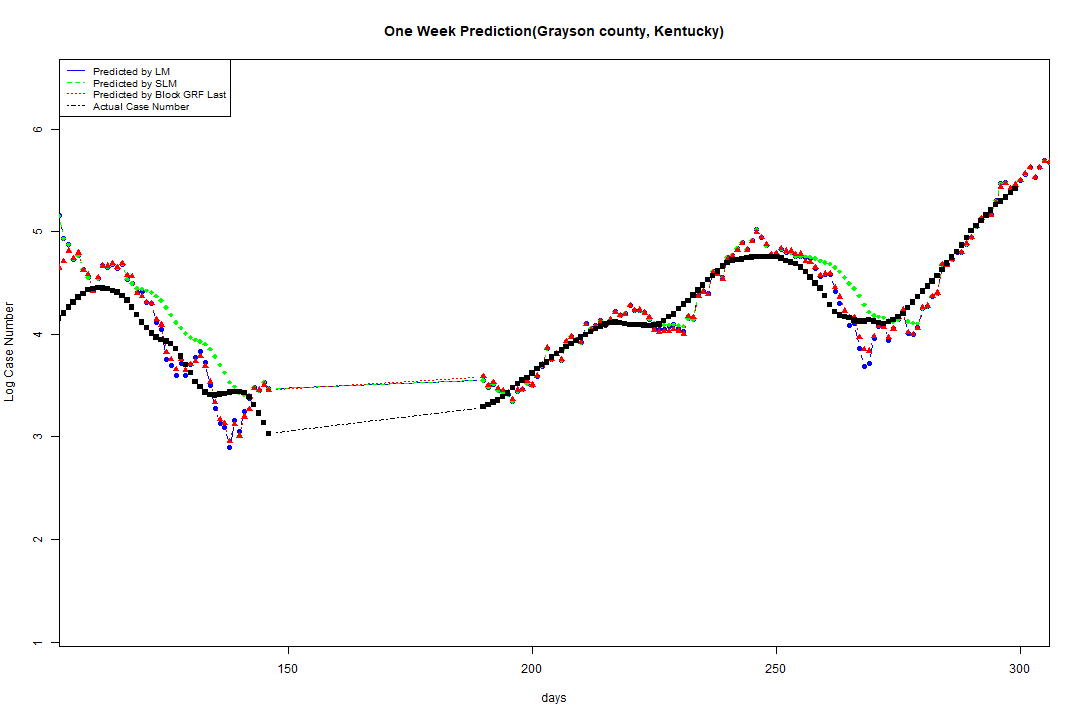 One Week Prediction(Grayson county, Kentucky)
Predicted by LM
Predicted by SLM
Predicted by Block GRF Last
Actual Case Number
6
5
4
3
2
1
Log Case Number
150 200 250 300
days